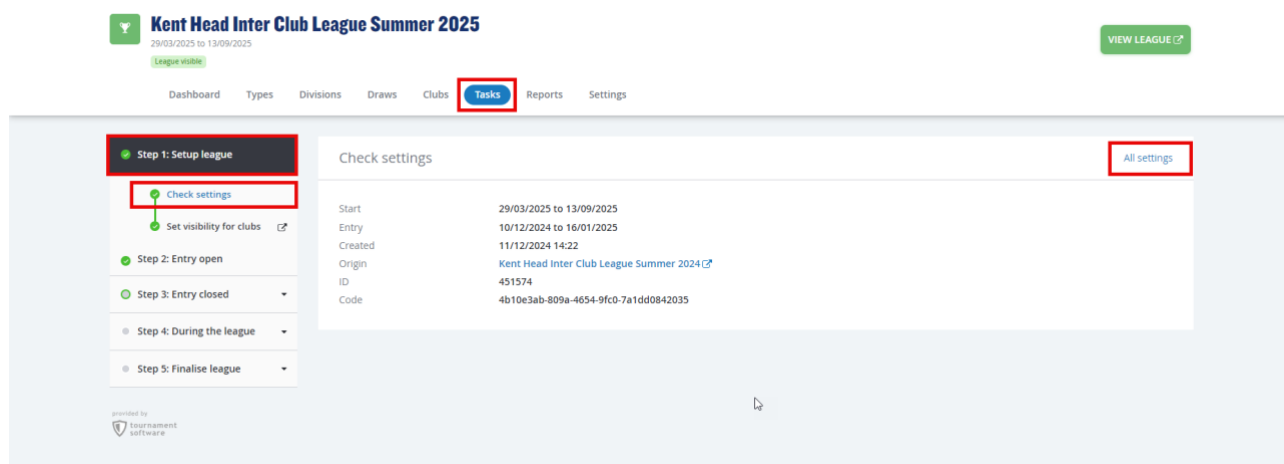 Kent Head Inter Club League Summer 2025
29/03/2025 to 13/09/2025
League visible
VIEW LEAGUE
Dashboard Types Divisions Draws Clubs Tasks Reports Settings
Step 1: Setup league
Check settings
Set visibility for clubs
Step 2: Entry open
Step 3: Entry closed
Step 4: During the league
Step 5: Finalise league
provided by
tournament
software
Check settings
All settings
Start 29/03/2025 to 13/09/2025
Entry 10/12/2024 to 16/01/2025
Created 11/12/2024 14:22
Origin Kent Head Inter Club League Summer 2024
ID 451574
Code 4b10e3ab-809a-4654-9fc0-7a1dd0842035